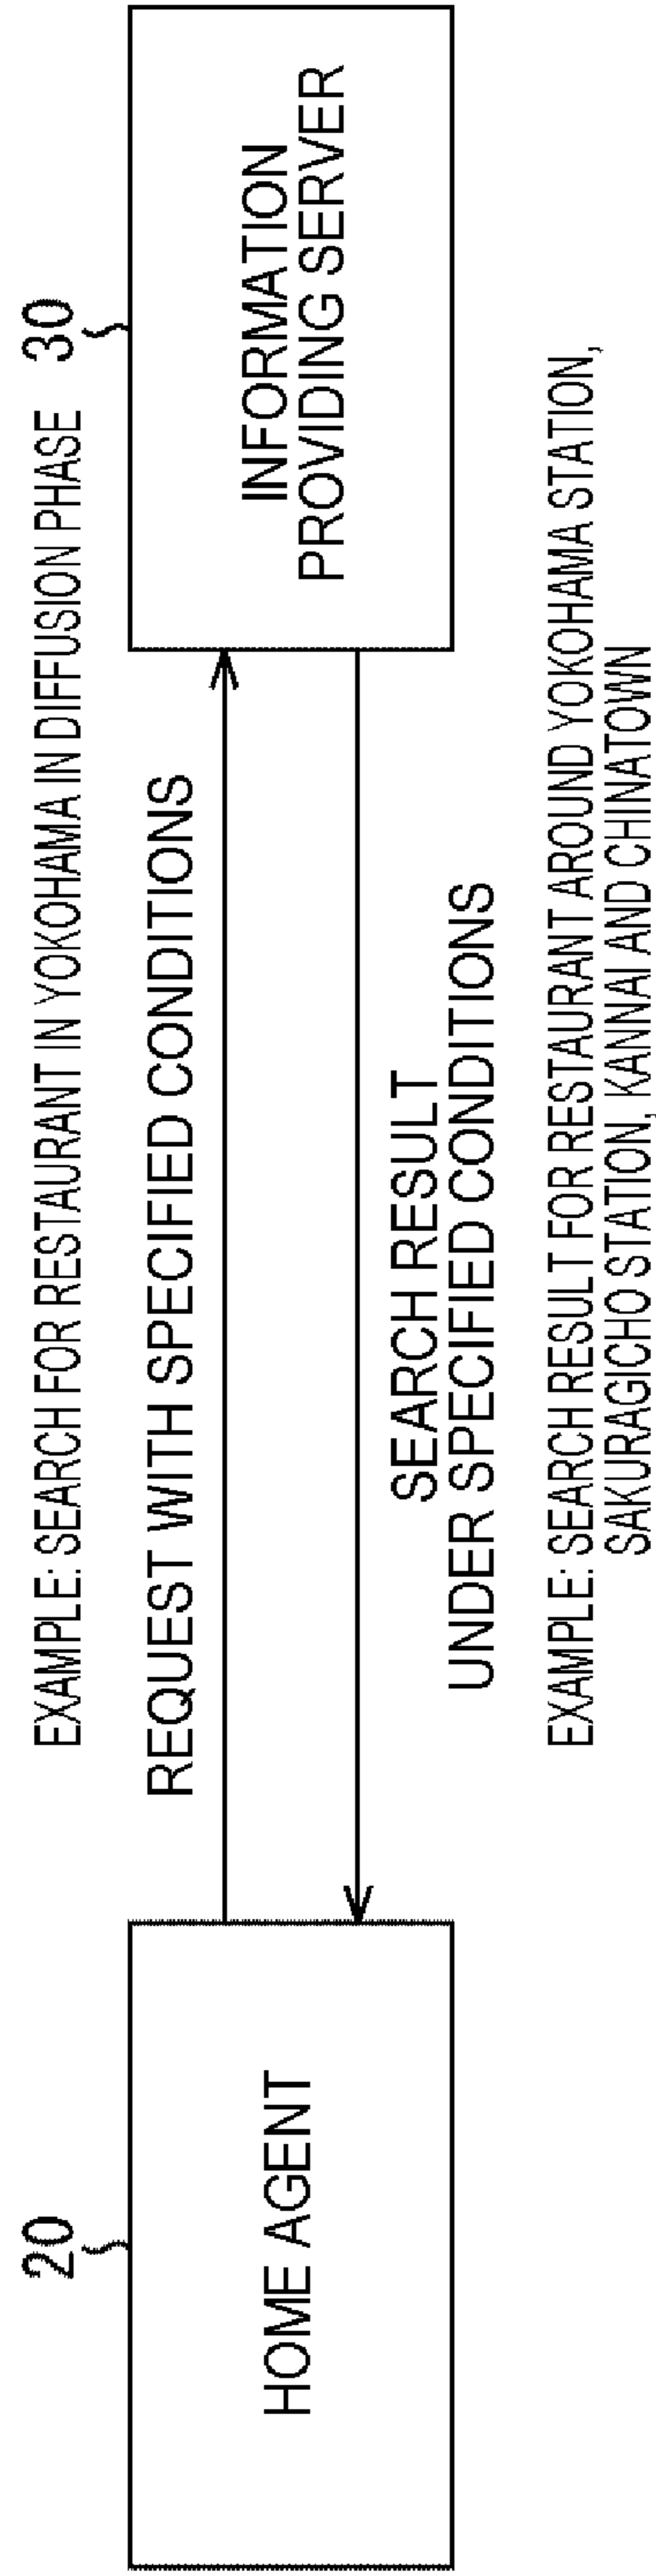 EXAMPLE: SEARCH FOR RESTAURANT IN YOKOHAMA IN DIFFUSION PHASE
20
30
REQUEST WITH SPECIFIED CONDITIONS
HOME AGENT
INFORMATION
PROVIDING SERVER
SEARCH RESULT
UNDER SPECIFIED CONDITIONS
EXAMPLE: SEARCH RESULT FOR RESTAURANT AROUND YOKOHAMA STATION,
SAKURAGICHO STATION, KANNAI AND CHINATOWN